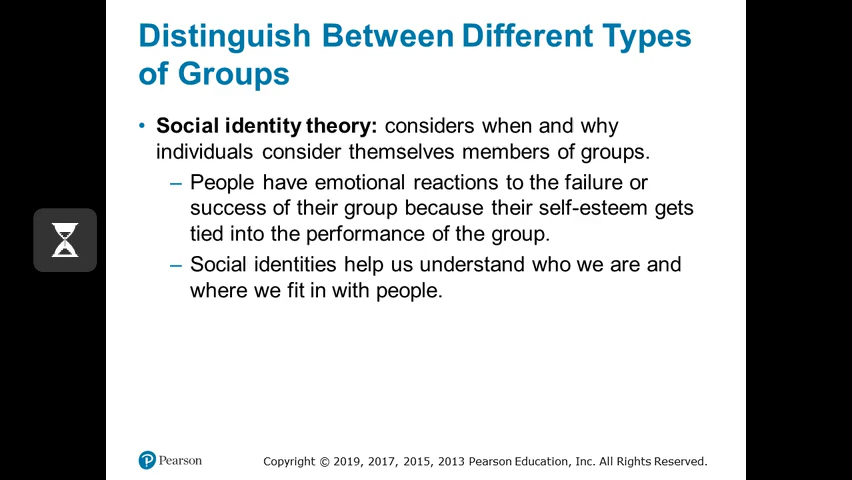 Distinguish Between Different Types
of Groups
• Social identity theory: considers when and why
individuals consider themselves members of groups.
– People have emotional reactions to the failure or
success of their group because their self-esteem gets
tied into the performance of the group.
– Social identities help us understand who we are and
where we fit in with people.
P Pearson
Copyright © 2019, 2017, 2015, 2013 Pearson Education, Inc. All Rights Reserved.